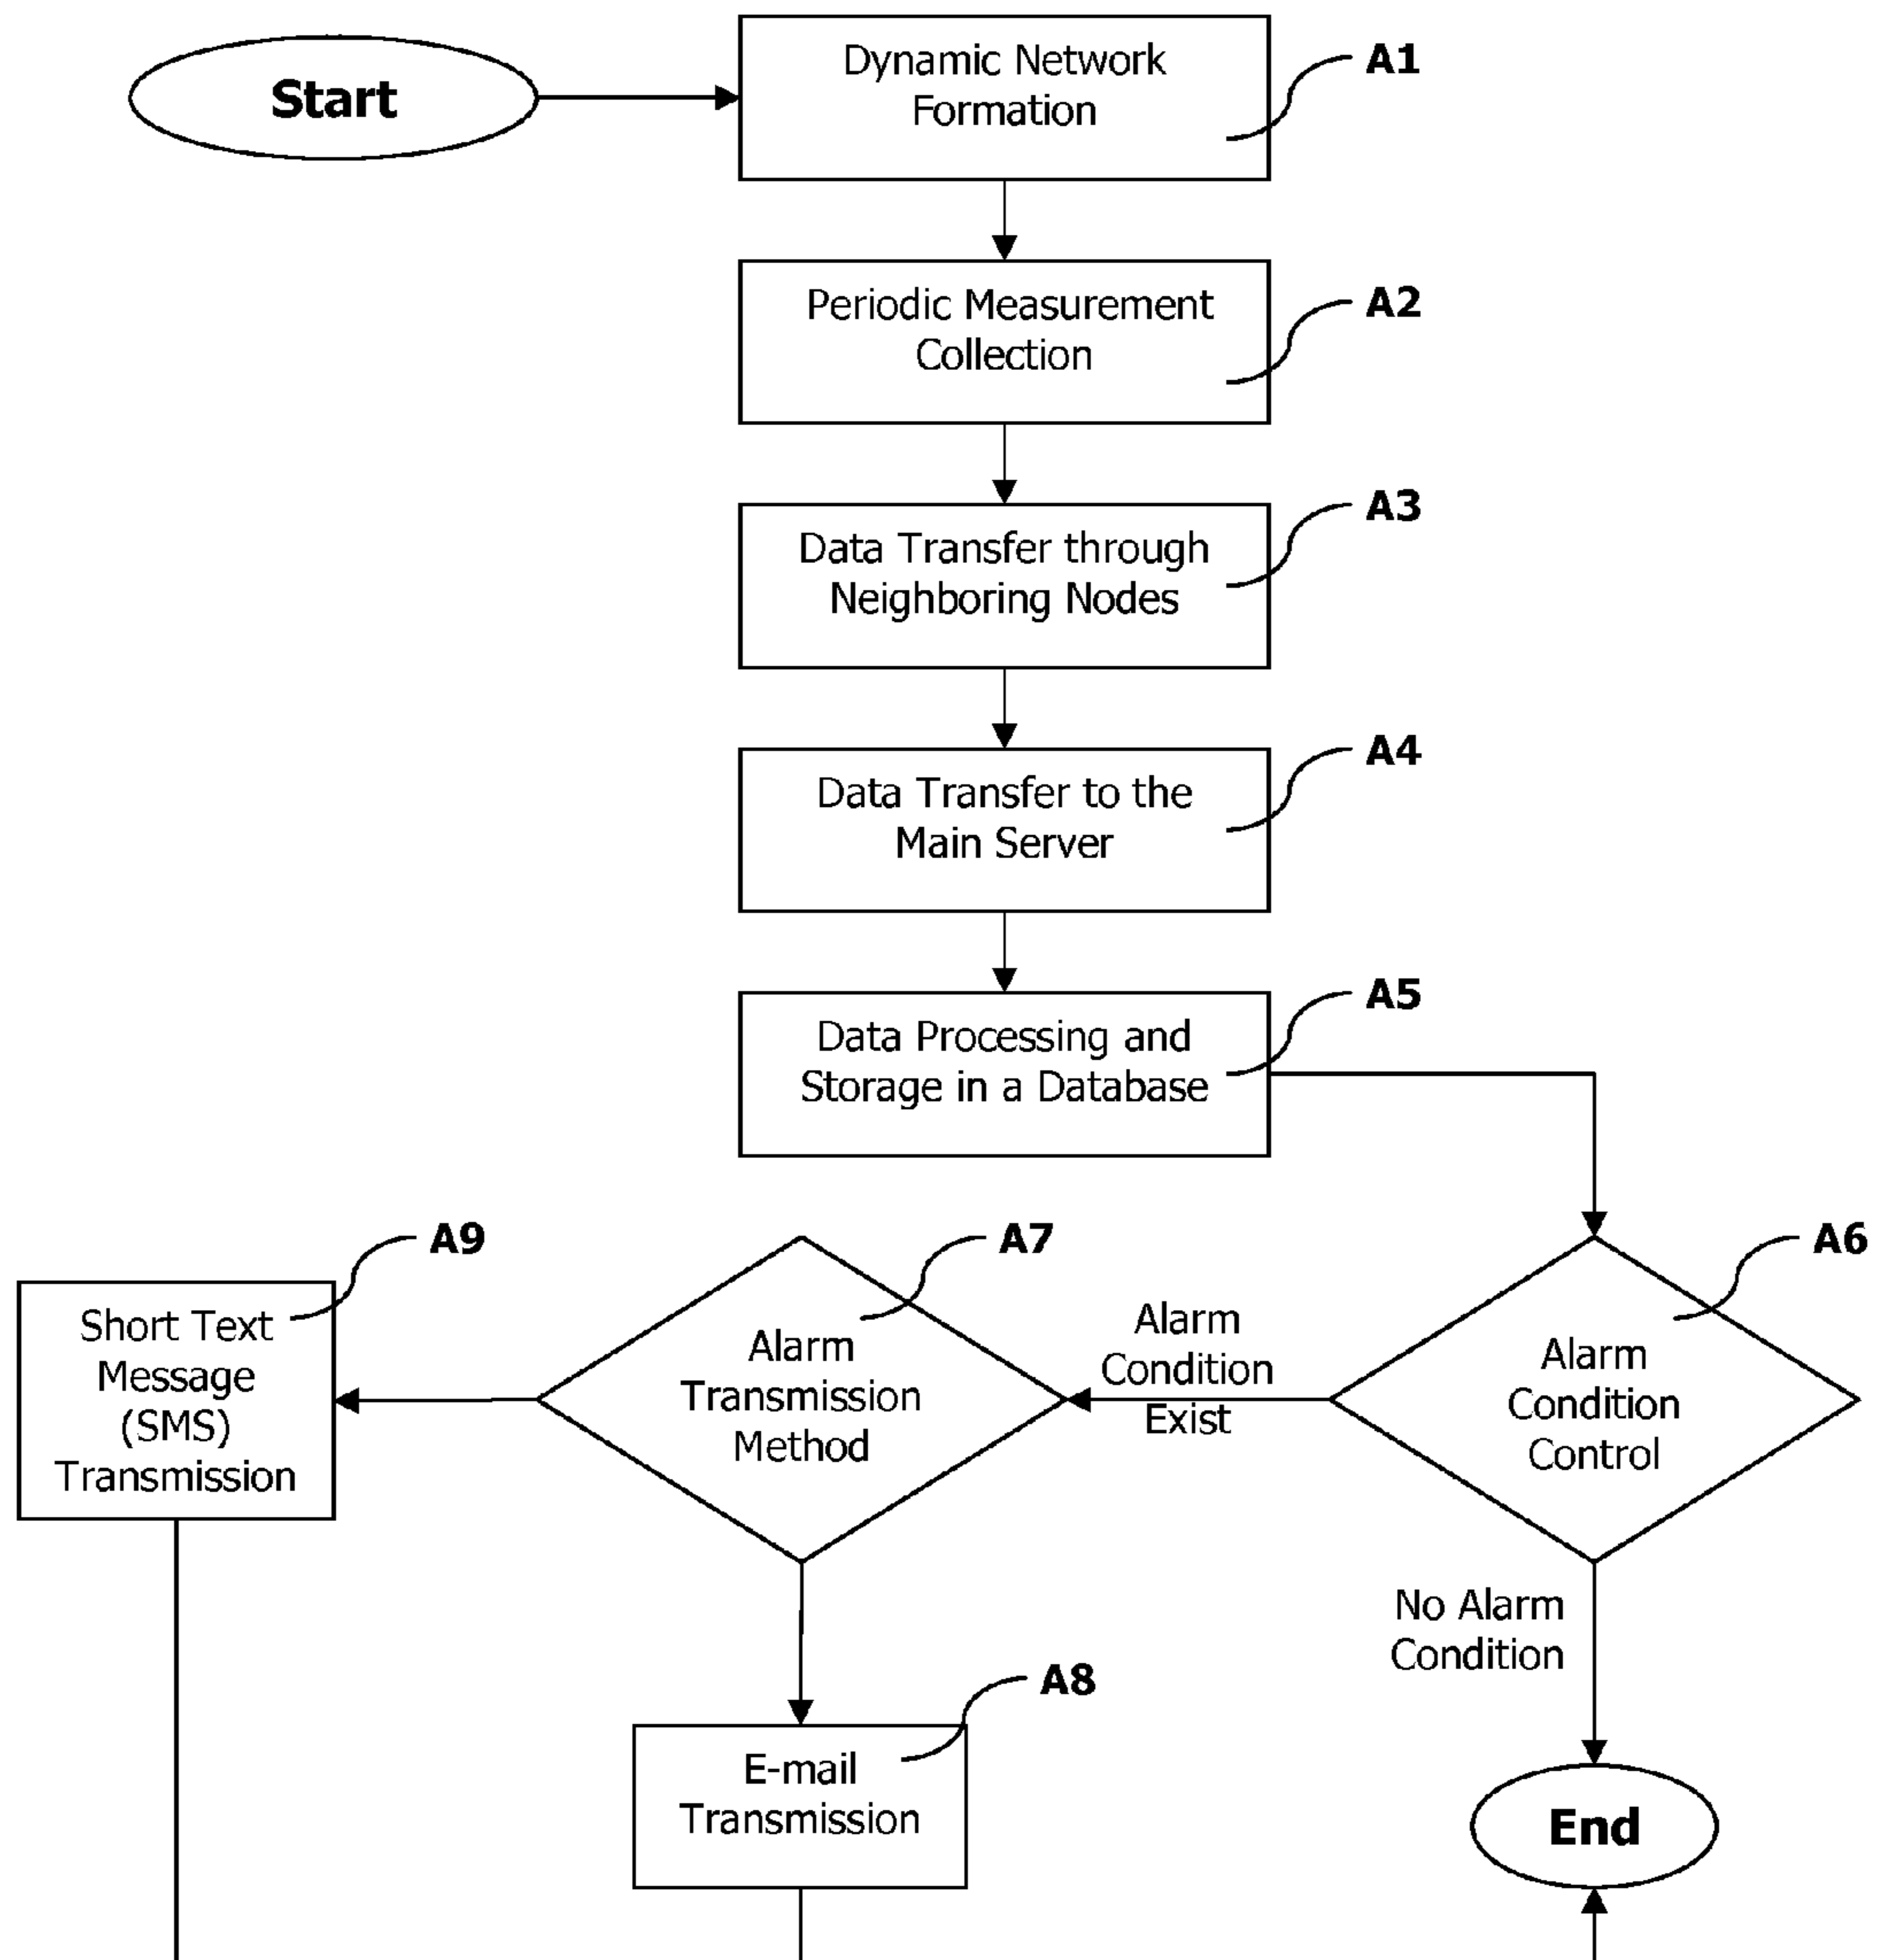 Start
Dynamic Network
Formation
A1
Periodic Measurement
Collection
A2
Data Transfer through
Neighboring Nodes
A3
Data Transfer to the
Main Server
A4
Data Processing and
Storage in a Database
A5
A9
Short Text
Message
(SMS)
Transmission
A7
Alarm
Transmission
Method
Alarm
Condition
Exist
A6
Alarm
Condition
Control
No Alarm
Condition
A8
E-mail
Transmission
End